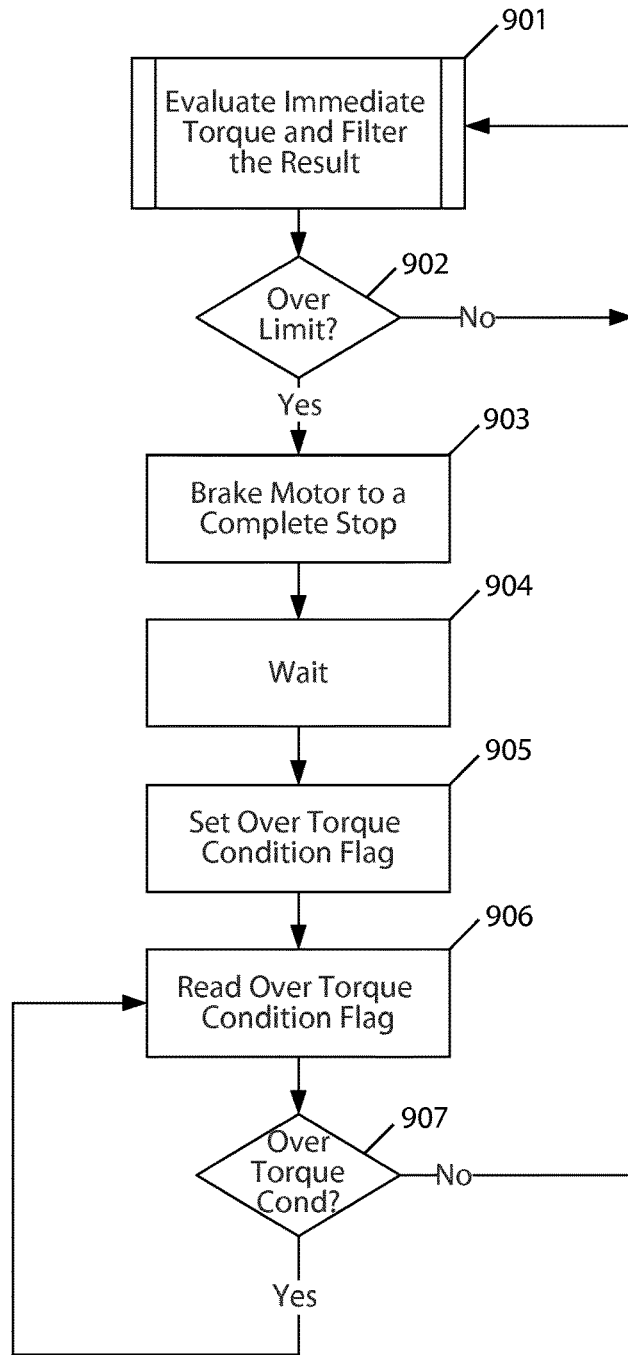 901
Evaluate Immediate
Torque and Filter
the Result
902
Over
Limit?
No
Yes
903
Brake Motor to a
Complete Stop
904
Wait
905
Set Over Torque
Condition Flag
906
Read Over Torque
Condition Flag
907
Over
Torque
Cond?
No
Yes